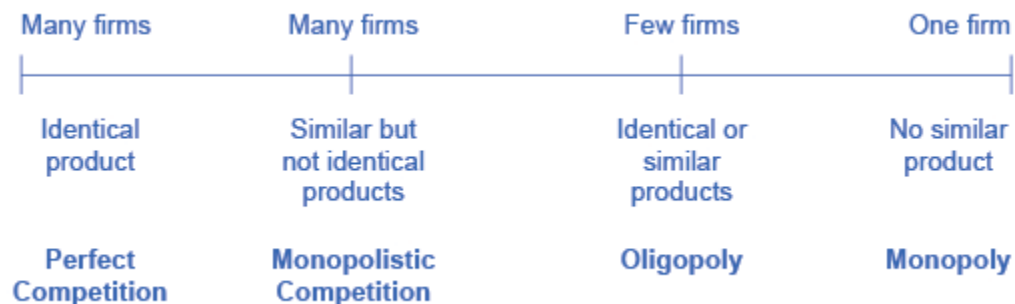 Many firms
Many firms
Few firms
One firm
Identical
product
Similar but
not identical
products
Identical or
similar
products
No similar
product
Perfect
Competition
Monopolistic
Competition
Oligopoly
Monopoly